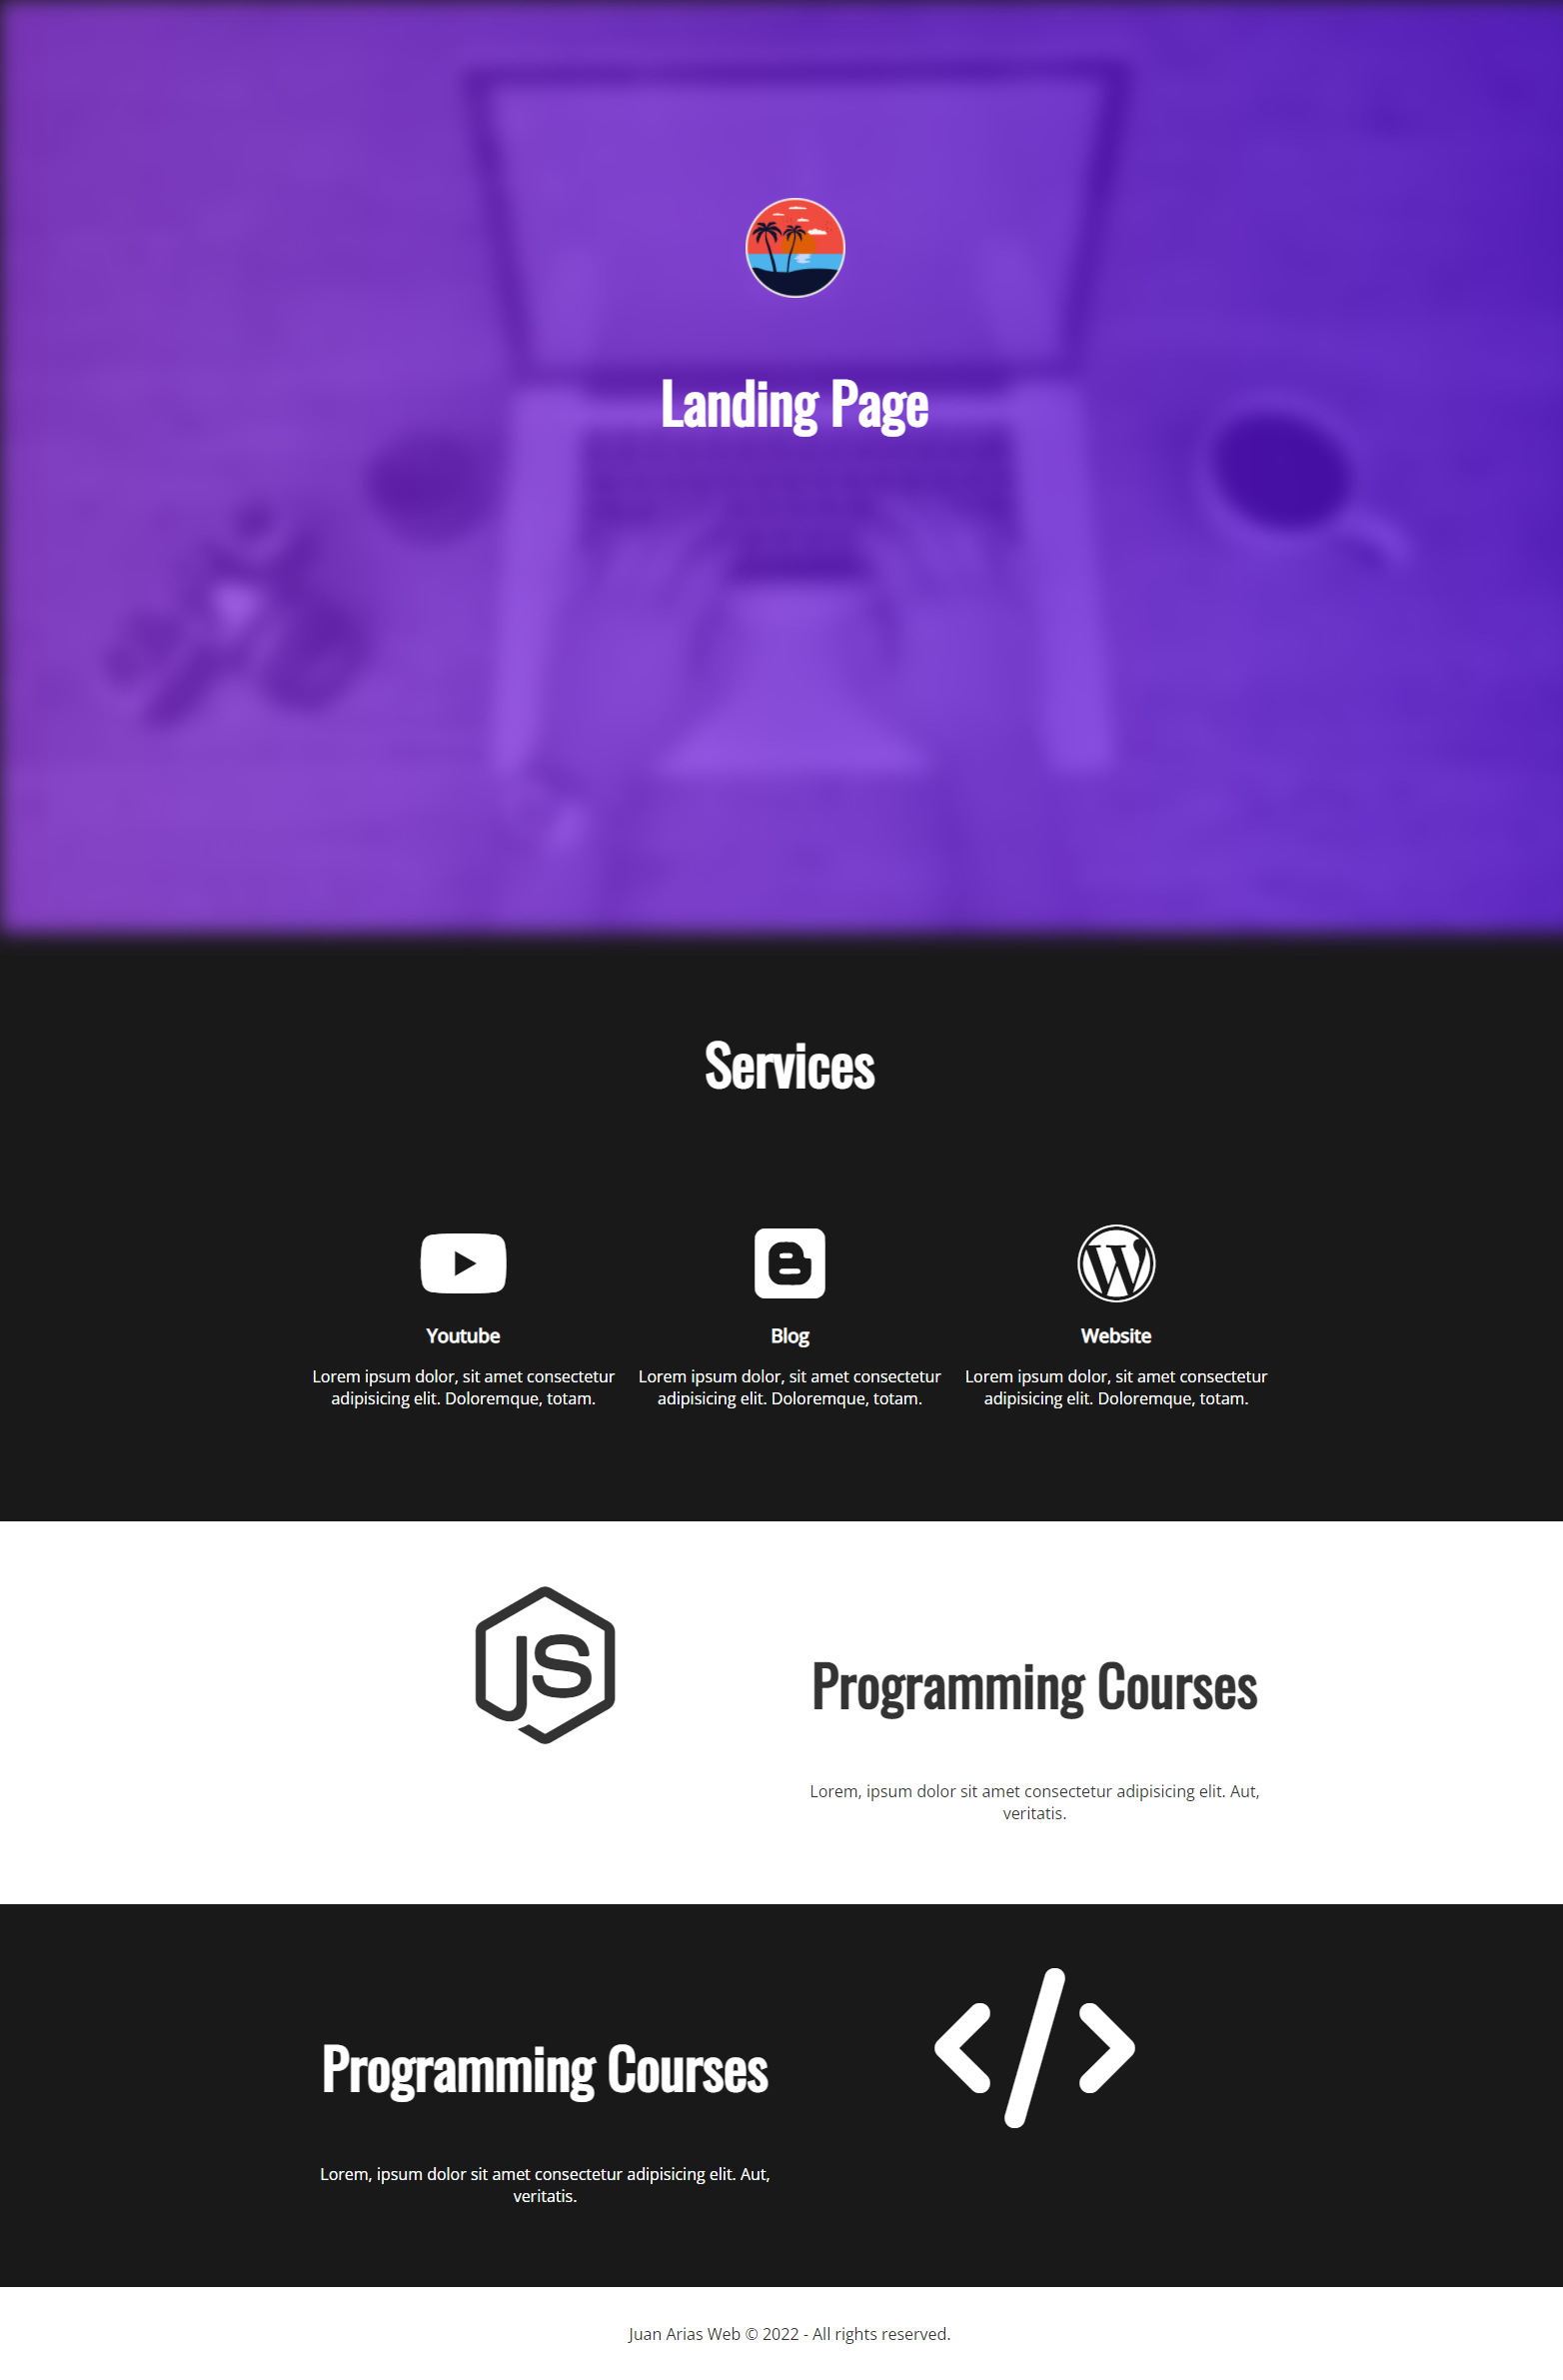 Landing Page
Services
Youtube
Lorem ipsum dolor, sit amet consectetur
adipisicing elit. Doloremque, totam.
Blog
Lorem ipsum dolor, sit amet consectetur
adipisicing elit. Doloremque, totam.
Website
Lorem ipsum dolor, sit amet consectetur
adipisicing elit. Doloremque, totam.
JS
Programming Courses
Lorem, ipsum dolor sit amet consectetur adipisicing elit. Aut,
veritatis.
Programming Courses
Lorem, ipsum dolor sit amet consectetur adipisicing elit. Aut,
veritatis.
Juan Arias Web © 2022 - All rights reserved.